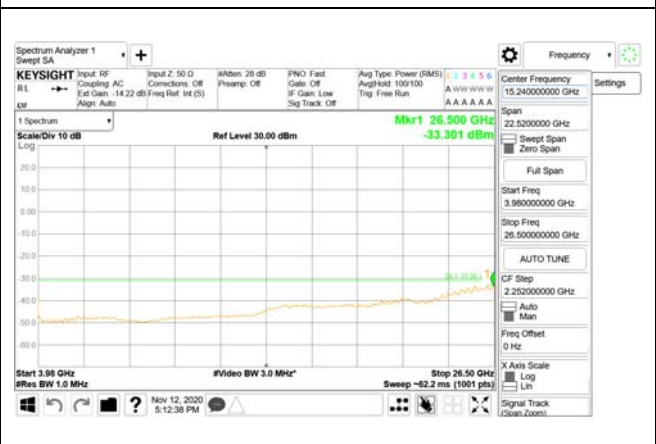 Spectrum Analyzer 1
Swept SA
Frequency
KEYSIGHT
Input: RF
Coupling: AC
Ext Gain: -14.22 dB
Align: Auto
Input Z: 50 Ω
Corrections: Off
Freq Ref: Int (S)
#Atten: 28 dB
Preamp: Off
PNO: Fast
Gate: Off
IF Gain: Low
Sig Track: Off
Avg Type: Power (RMS)
Avg|Hold: 100/100
Trig: Free Run
1 2 3 4 5 6
A W W W W W
A A A A A A
RL
1 Spectrum
Scale/Div 10 dB
Log
Ref Level 30.00 dBm
Mkr1 26.500 GHz
-33.301 dBm
20.0
10.0
0.00
-10.0
-20.0
-30.0
-40.0
-50.0
-60.0
1
Start 3.98 GHz
#Res BW 1.0 MHz
#Video BW 3.0 MHz*
Stop 26.50 GHz
Sweep ~62.2 ms (1001 pts)
Nov 12, 2020
5:12:38 PM
Center Frequency
15.240000000 GHz
Settings
Span
22.5200000 GHz
Swept Span
Zero Span
Full Span
Start Freq
3.980000000 GHz
Stop Freq
26.500000000 GHz
AUTO TUNE
CF Step
2.252000000 GHz
Auto
Man
Freq Offset
0 Hz
X Axis Scale
Log
Lin
Signal Track
(Span Zoom)